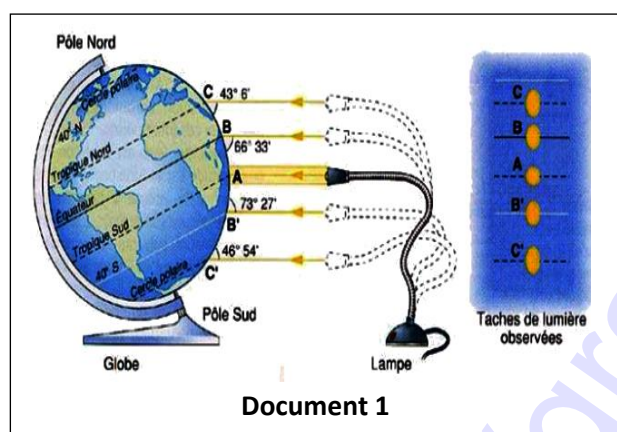 Pôle Nord
Cercle polaire
40° N
Tropique Nord
Équateur
Tropique Sud
40° S
Cercle polaire
Pôle Sud
Globe
C 43° 6'
B
66° 33'
A
73° 27'
B'
46° 54'
C'
Lampe
C
B
A
B'
C'
Taches de lumière
observées
Document 1